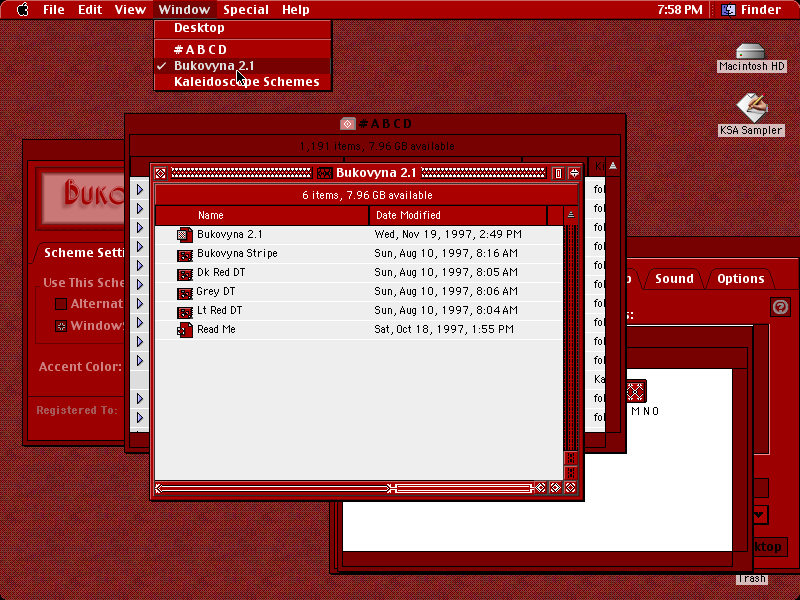 File Edit View Window Special Help 7:58 PM Finder
Desktop
#ABCD
Bukovyna 2.1
Kaleidoscope Schemes
Macintosh HD
KSA Sampler
#ABCD
1,191 items, 7.96 GB available
Bukovyna 2.1
6 items, 7.96 GB available
Name Date Modified
Bukovyna 2.1 Wed, Nov 19, 1997, 2:49 PM
Bukovyna Stripe Sun, Aug 10, 1997, 8:16 AM
Dk Red DT Sun, Aug 10, 1997, 8:05 AM
Grey DT Sun, Aug 10, 1997, 8:06 AM
Lt Red DT Sun, Aug 10, 1997, 8:04 AM
Read Me Sat, Oct 18, 1997, 1:55 PM
K
fol
fol
fol
fol
fol
fol
fol
fol
fol
fol
Ka
fol
fol
Buko
Scheme Setti
Use This Sche
Alternat
Window
Accent Color:
Registered To:
Sound Options
s:
MNO
ktop
Trash